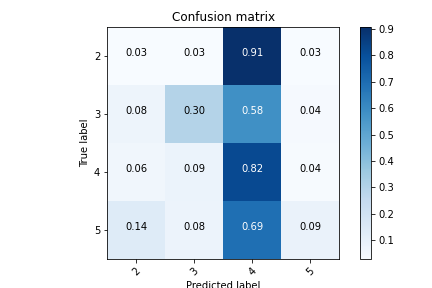 Confusion matrix
0.9
2 0.03 0.03 0.91 0.03
0.8
0.7
3 0.08 0.30 0.58 0.04
0.6
0.5
True label
0.4
4 0.06 0.09 0.82 0.04
0.3
0.2
5 0.14 0.08 0.69 0.09
0.1
2 3 4 5
Predicted label